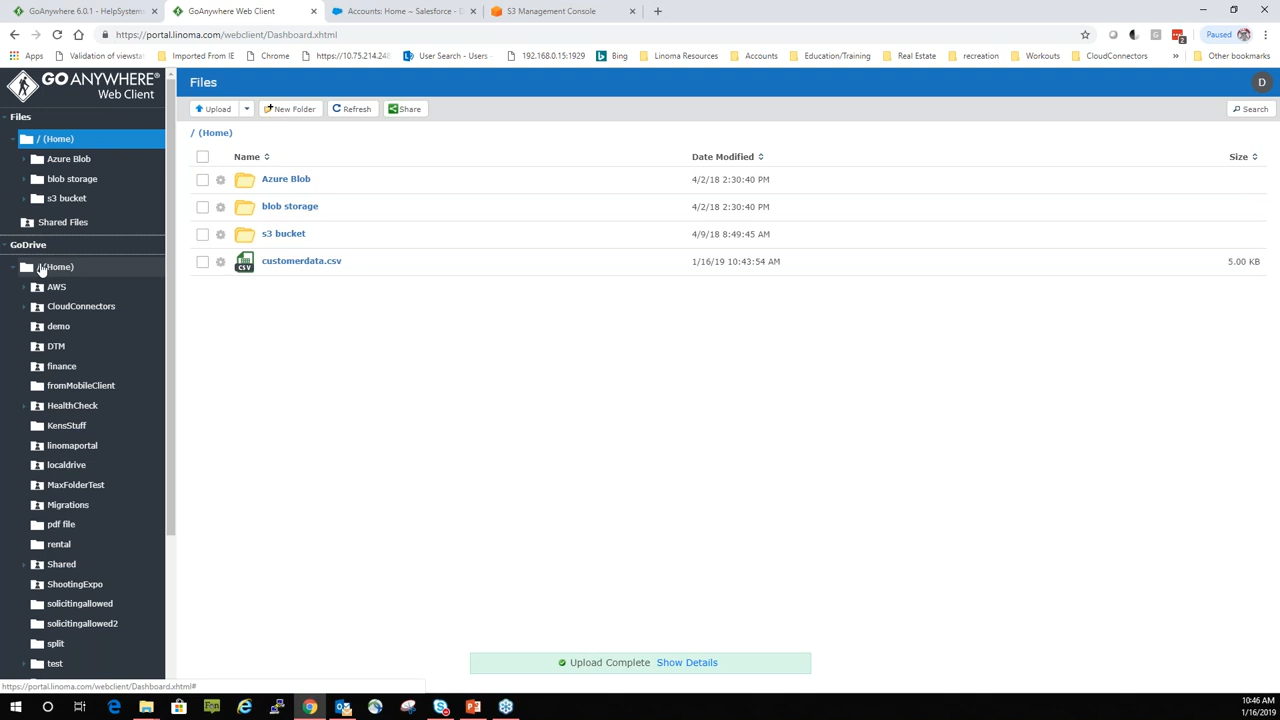 GoAnywhere 6.0.1 - HelpSystems
GoAnywhere Web Client
Accounts: Home ~ Salesforce - D
S3 Management Console
https://portal.linoma.com/webclient/Dashboard.xhtml
Paused
Apps
Validation of viewsta
Imported From IE
Chrome
https://10.75.214.24
User Search - Users -
192.168.0.15:1929
Bing
Linoma Resources
Accounts
Education/Training
Real Estate
recreation
Workouts
CloudConnectors
Other bookmarks
GO ANYWHERE®
Web Client
Files
D
Files
Upload
New Folder
Refresh
Share
Search
/ (Home)
/ (Home)
Name
Date Modified
Size
Azure Blob
blob storage
s3 bucket
Shared Files
Azure Blob
4/2/18 2:30:40 PM
blob storage
4/2/18 2:30:40 PM
s3 bucket
4/9/18 8:49:45 AM
CSV
customerdata.csv
1/16/19 10:43:54 AM
5.00 KB
GoDrive
/ (Home)
AWS
CloudConnectors
demo
DTM
finance
fromMobileClient
HealthCheck
KensStuff
linomaportal
localdrive
MaxFolderTest
Migrations
pdf file
rental
Shared
ShootingExpo
solicitingallowed
solicitingallowed2
split
test
Upload Complete Show Details
https://portal.linoma.com/webclient/Dashboard.xhtml#
10:46 AM
1/16/2019